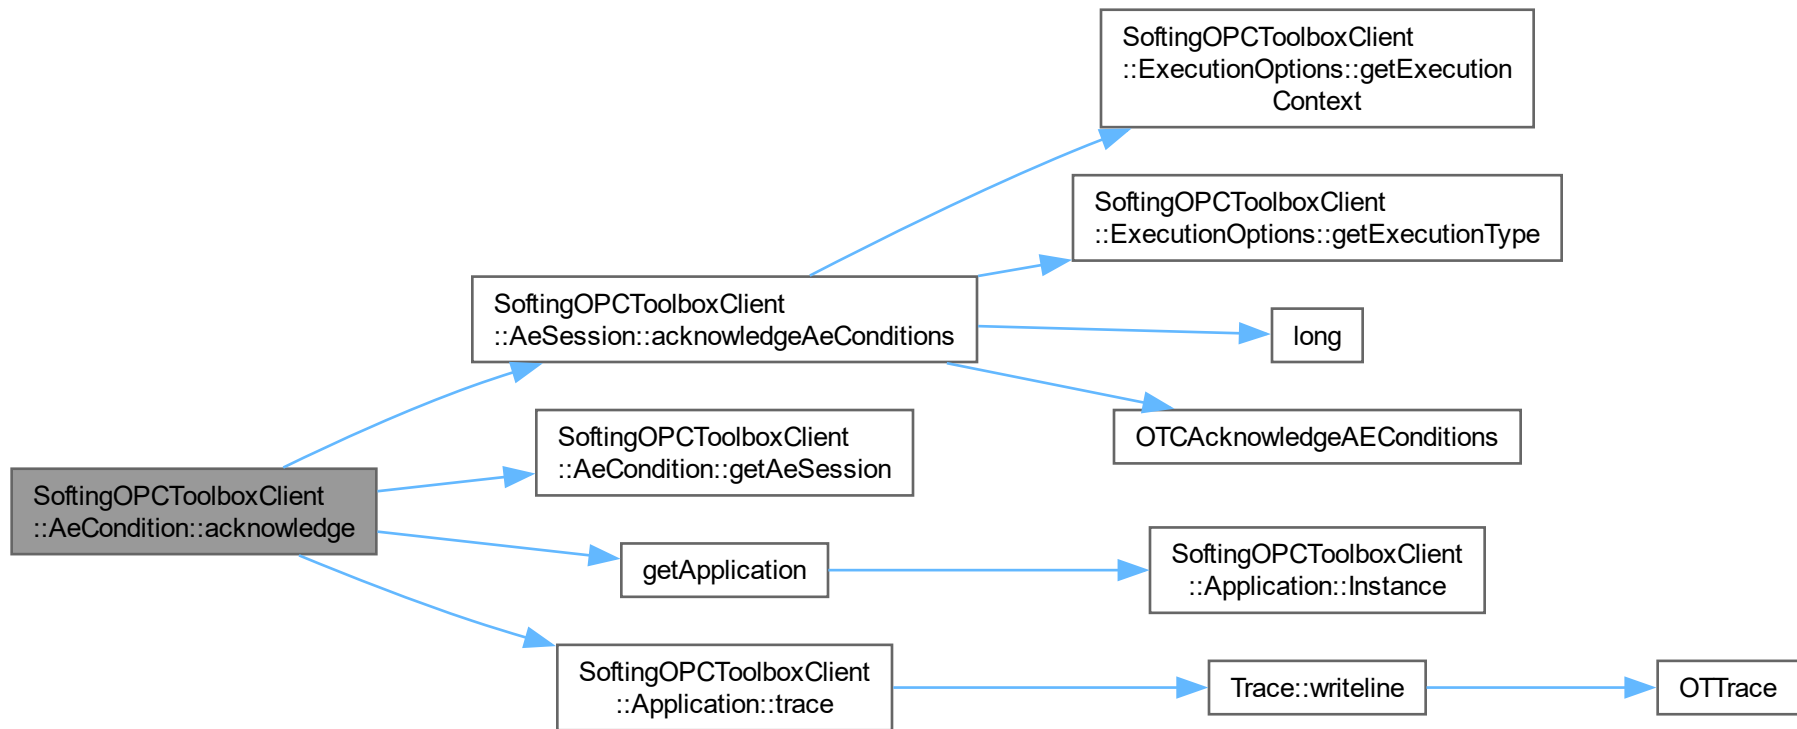 SoftingOPCToolboxClient
::ExecutionOptions::getExecution
Context
SoftingOPCToolboxClient
::ExecutionOptions::getExecutionType
SoftingOPCToolboxClient
::AeSession::acknowledgeAeConditions
long
OTCAcknowledgeAEConditions
SoftingOPCToolboxClient
::AeCondition::getAeSession
SoftingOPCToolboxClient
::AeCondition::acknowledge
getApplication
SoftingOPCToolboxClient
::Application::Instance
SoftingOPCToolboxClient
::Application::trace
Trace::writeline
OTTrace